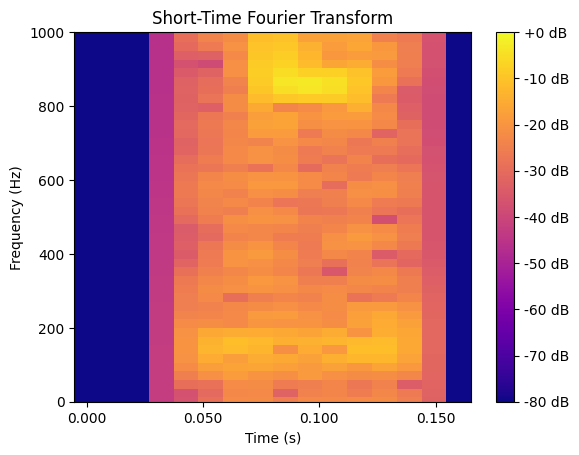 Short-Time Fourier Transform
1000
800
600
400
200
0
Frequency (Hz)
0.000
0.050
0.100
0.150
Time (s)
+0 dB
-10 dB
-20 dB
-30 dB
-40 dB
-50 dB
-60 dB
-70 dB
-80 dB